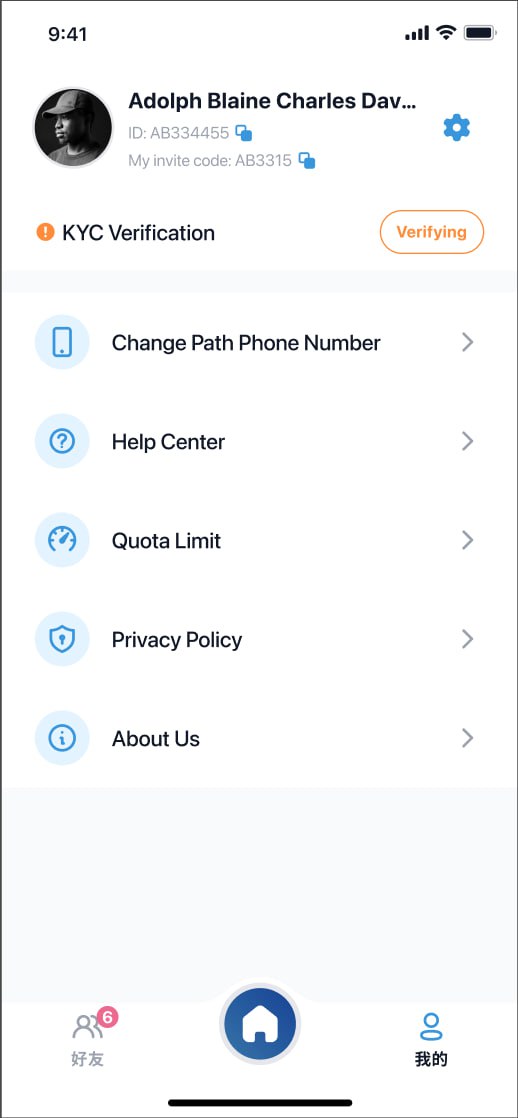 9:41
Adolph Blaine Charles Dav...
ID: AB334455
My invite code: AB3315
KYC Verification
Verifying
Change Path Phone Number
Help Center
Quota Limit
Privacy Policy
About Us
6
好友
我的